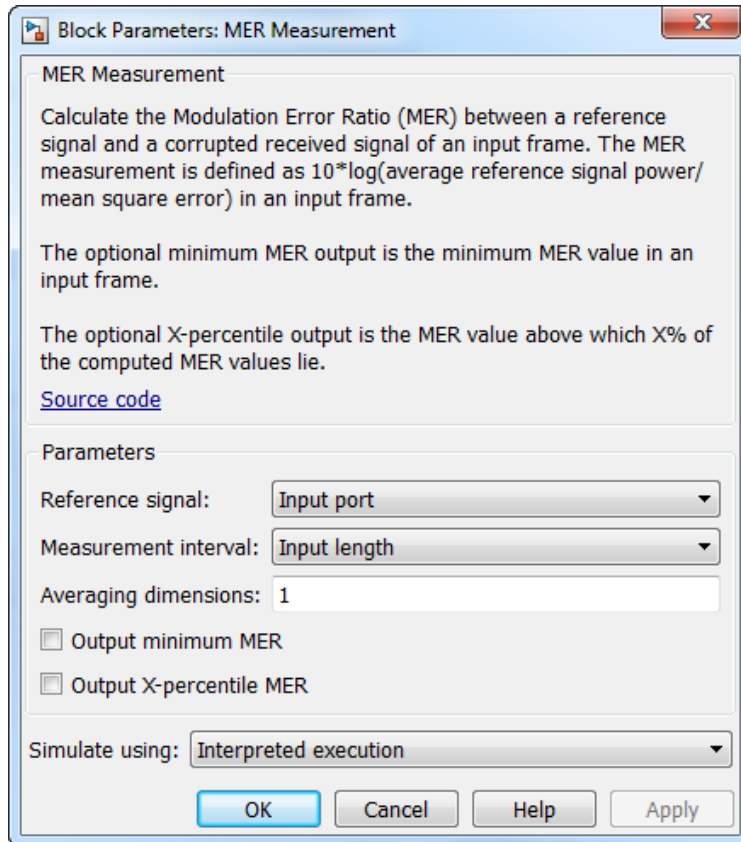 Block Parameters: MER Measurement
MER Measurement
Calculate the Modulation Error Ratio (MER) between a reference
signal and a corrupted received signal of an input frame. The MER
measurement is defined as 10*log(average reference signal power/
mean square error) in an input frame.
The optional minimum MER output is the minimum MER value in an
input frame.
The optional X-percentile output is the MER value above which X% of
the computed MER values lie.
Source code
Parameters
Reference signal: Input port
Measurement interval: Input length
Averaging dimensions: 1
Output minimum MER
Output X-percentile MER
Simulate using: Interpreted execution
OK Cancel Help Apply